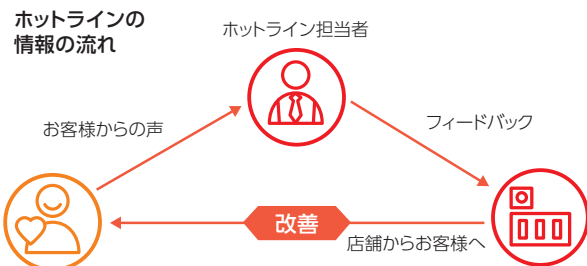 ホットラインの
情報の流れ
ホットライン担当者
お客様からの声
フィードバック
改善
店舗からお客様へ